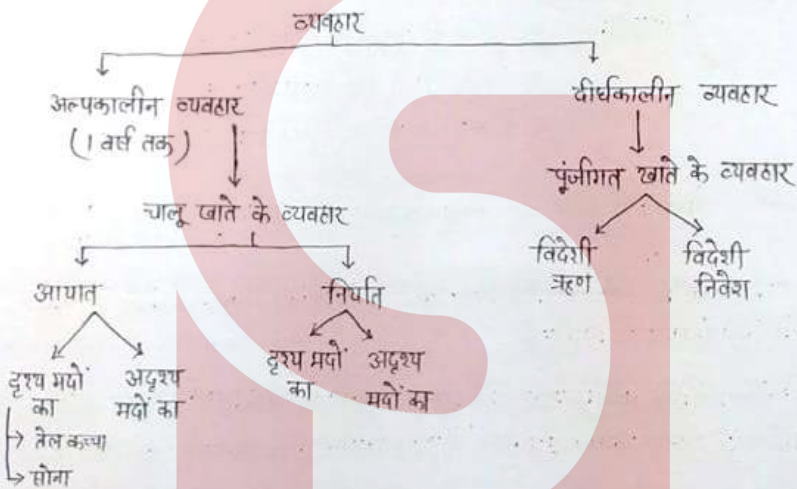 व्यवहार
अल्पकालीन व्यवहार
(1 वर्ष तक)
चालू खाते के व्यवहार
आयात
निर्यात
दृश्य मदों
का
अदृश्य
मदों का
तेल कच्चा
सोना
दृश्य मदों
का
अदृश्य
मदों का
दीर्घकालीन व्यवहार
पूंजीगत खाते के व्यवहार
विदेशी
ऋण
विदेशी
निवेश